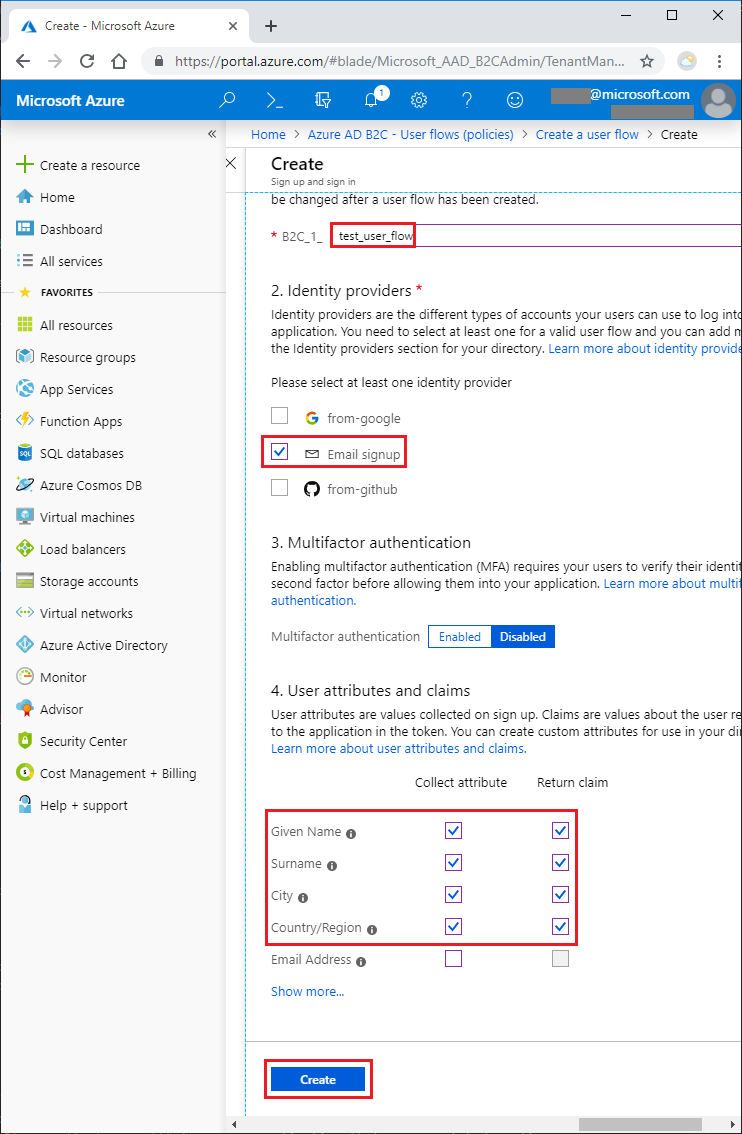 Create - Microsoft Azure
https://portal.azure.com/#blade/Microsoft_AAD_B2CAdmin/TenantMan...
Microsoft Azure
1
@microsoft.com
Home > Azure AD B2C - User flows (policies) > Create a user flow > Create
Create a resource
Home
Dashboard
All services
FAVORITES
All resources
Resource groups
App Services
Function Apps
SQL databases
Azure Cosmos DB
Virtual machines
Load balancers
Storage accounts
Virtual networks
Azure Active Directory
Monitor
Advisor
Security Center
Cost Management + Billing
Help + support
Create
Sign up and sign in
be changed after a user flow has been created.
* B2C_1_ test_user_flow
2. Identity providers *
Identity providers are the different types of accounts your users can use to log into
application. You need to select at least one for a valid user flow and you can add m
the Identity providers section for your directory. Learn more about identity provide
Please select at least one identity provider
from-google
Email signup
from-github
3. Multifactor authentication
Enabling multifactor authentication (MFA) requires your users to verify their identit
second factor before allowing them into your application. Learn more about multif
authentication.
Multifactor authentication Enabled Disabled
4. User attributes and claims
User attributes are values collected on sign up. Claims are values about the user re
to the application in the token. You can create custom attributes for use in your dir
Learn more about user attributes and claims.
Collect attribute Return claim
Given Name
Surname
City
Country/Region
Email Address
Show more...
Create